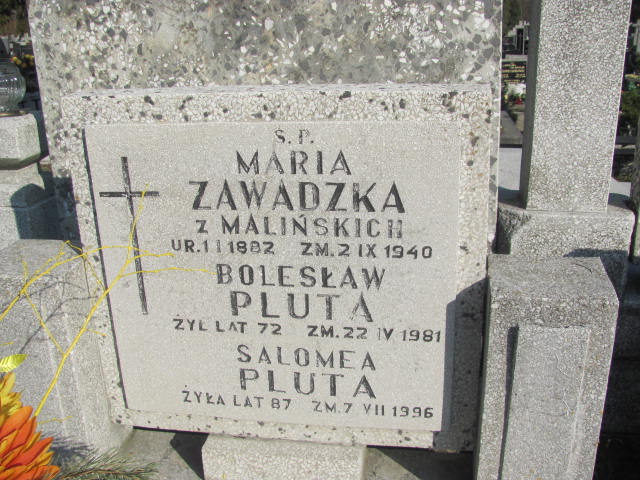 Ś.P.
MARIA
ZAWADZKA
Z MALIŃSKICH
UR. 1 I 1882 ZM. 2 IX 1940
BOLESŁAW
PLUTA
ŻYŁ LAT 72 ZM. 22 IV 1981
SALOMEA
PLUTA
ŻYŁA LAT 87 ZM. 7 VII 1996